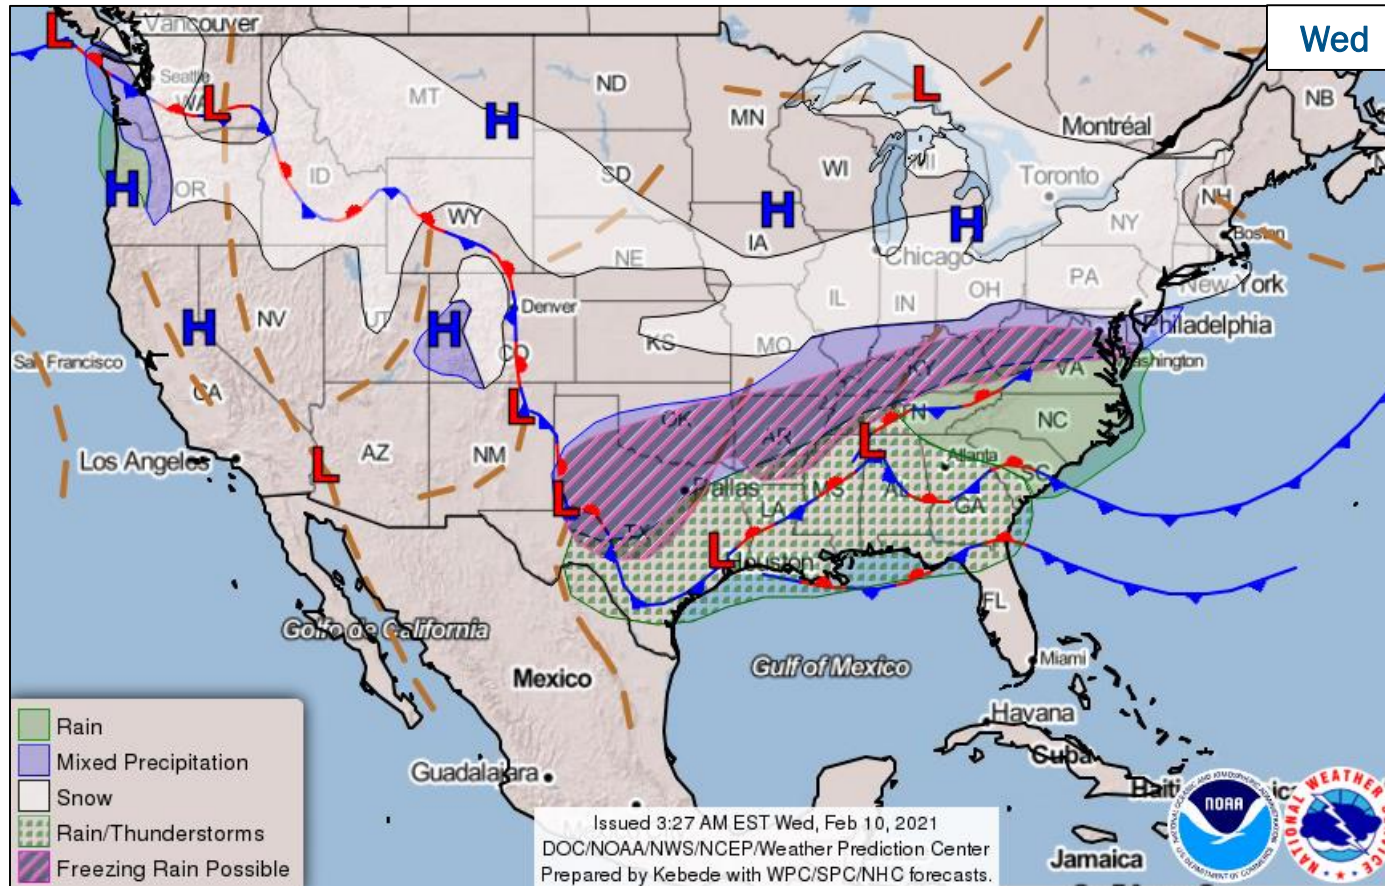 Wed
Vancouver
Seattle
WA
MT
ND
MN
NB
Montréal
H
L
L
L
H
OR
ID
SD
WI
MI
Toronto
NH
WY
H
H
IA
NY
Boston
NE
Chicago
PA
New York
H
NV
UT
H
Denver
IL
IN
OH
Philadelphia
San Francisco
CO
KS
MO
KY
VA
Washington
CA
L
OK
AR
TN
NC
Los Angeles
AZ
NM
L
Atlanta
L
L
Dallas
LA
MS
AL
GA
SC
TX
L
Houston
FL
Golfo de California
Mexico
Gulf of Mexico
Miami
Havana
Cuba
Guadalajara
Haiti
Jamaica
Rain
Mixed Precipitation
Snow
Rain/Thunderstorms
Freezing Rain Possible
Issued 3:27 AM EST Wed, Feb 10, 2021
DOC/NOAA/NWS/NCEP/Weather Prediction Center
Prepared by Kebede with WPC/SPC/NHC forecasts.
NOAA
NATIONAL WEATHER SERVICE